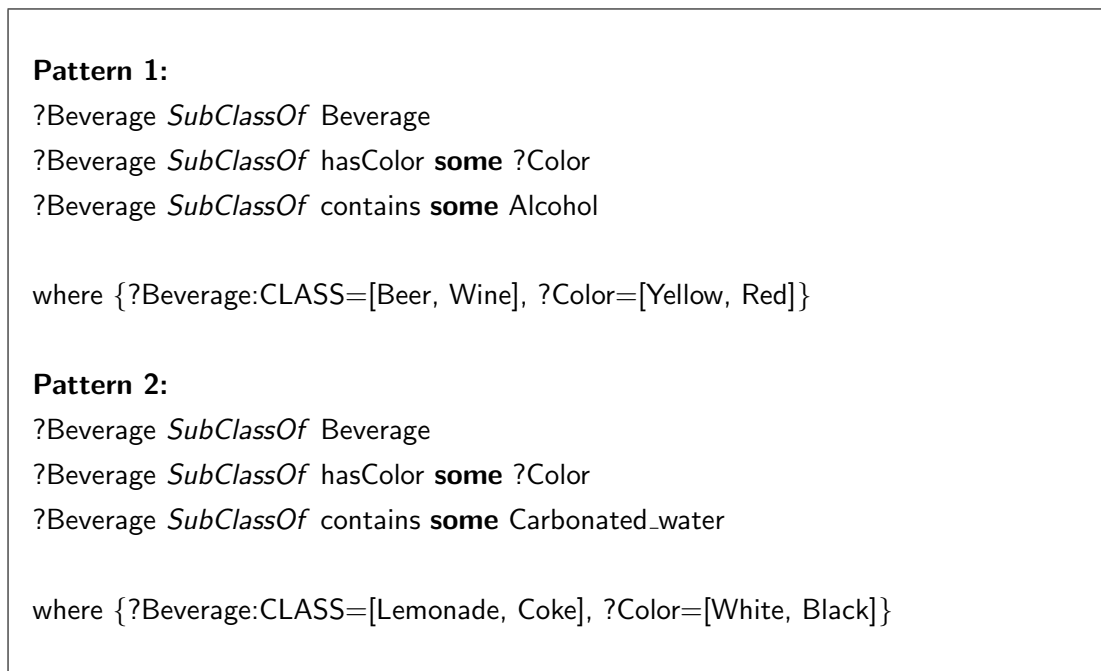 Pattern 1:
?Beverage SubClassOf Beverage
?Beverage SubClassOf hasColor some ?Color
?Beverage SubClassOf contains some Alcohol
where {?Beverage:CLASS=[Beer, Wine], ?Color=[Yellow, Red]}
Pattern 2:
?Beverage SubClassOf Beverage
?Beverage SubClassOf hasColor some ?Color
?Beverage SubClassOf contains some Carbonated_water
where {?Beverage:CLASS=[Lemonade, Coke], ?Color=[White, Black]}